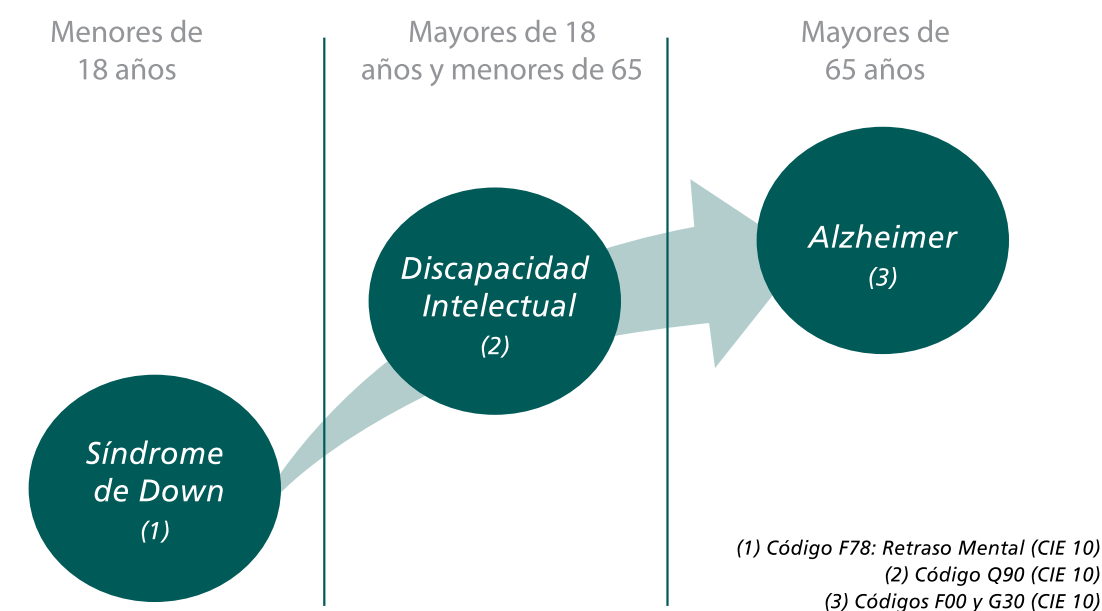 Menores de
18 años
Mayores de 18
años y menores de 65
Mayores de
65 años
Alzheimer
(3)
Discapacidad
Intelectual
(2)
Síndrome
de Down
(1)
(1) Código F78: Retraso Mental (CIE 10)
(2) Código Q90 (CIE 10)
(3) Códigos F00 y G30 (CIE 10)